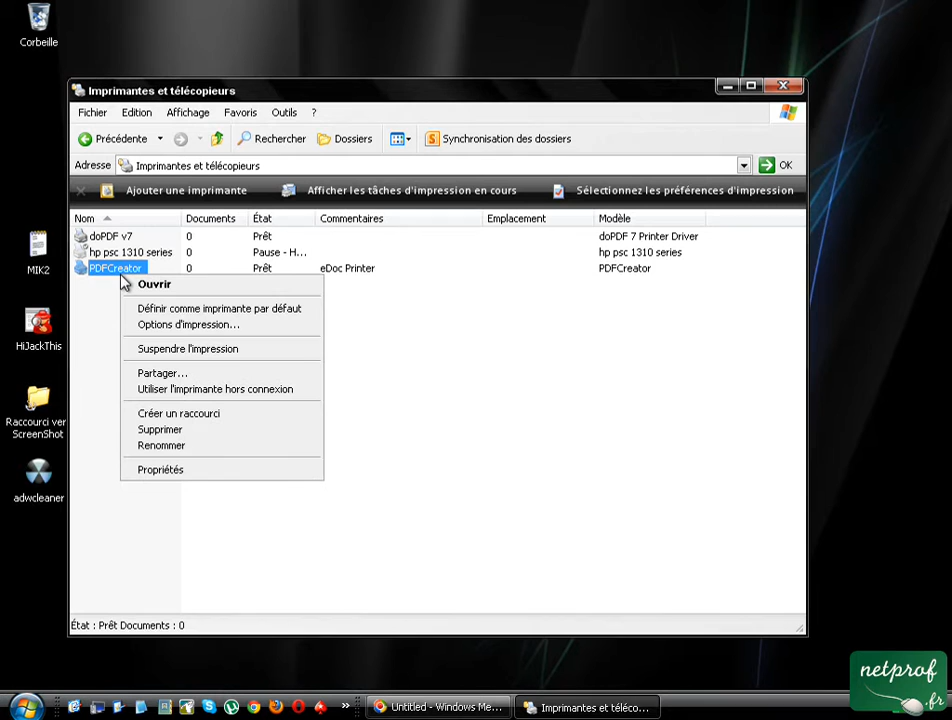 Corbeille
Imprimantes et télécopieurs
Fichier Edition Affichage Favoris Outils ?
Précédente Rechercher Dossiers Synchronisation des dossiers
Adresse Imprimantes et télécopieurs OK
Ajouter une imprimante Afficher les tâches d'impression en cours Sélectionnez les préférences d'impression
Nom Documents État Commentaires Emplacement Modèle
doPDF v7 0 Prêt doPDF 7 Printer Driver
hp psc 1310 series 0 Pause - H... hp psc 1310 series
PDFCreator 0 Prêt eDoc Printer PDFCreator
Ouvrir
Définir comme imprimante par défaut
Options d'impression...
Suspendre l'impression
Partager...
Utiliser l'imprimante hors connexion
Créer un raccourci
Supprimer
Renommer
Propriétés
MIK2
HiJackThis
Raccourci ver
ScreenShot
adwcleaner
État : Prêt Documents : 0
netprof
.fr
Untitled - Windows Me...
Imprimantes et téléco...